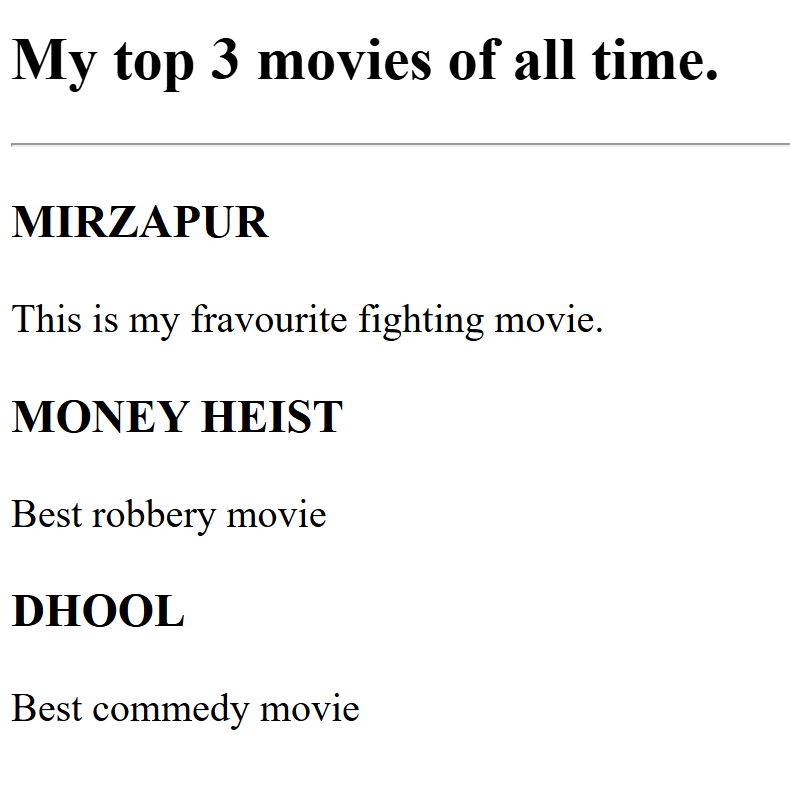 My top 3 movies of all time.
MIRZAPUR
This is my fravourite fighting movie.
MONEY HEIST
Best robbery movie
DHOOL
Best commedy movie